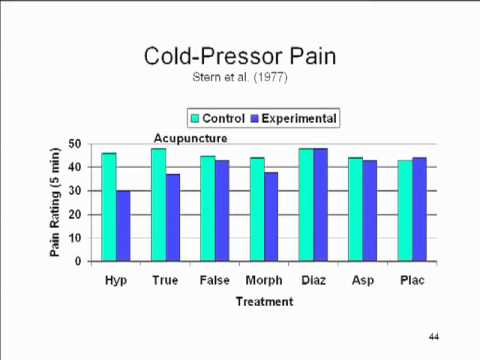 Cold-Pressor Pain
Stern et al. (1977)
Control Experimental
Acupuncture
Pain Rating (5 min)
50
40
30
20
10
0
Hyp True False Morph Diaz Asp Plac
Treatment
44